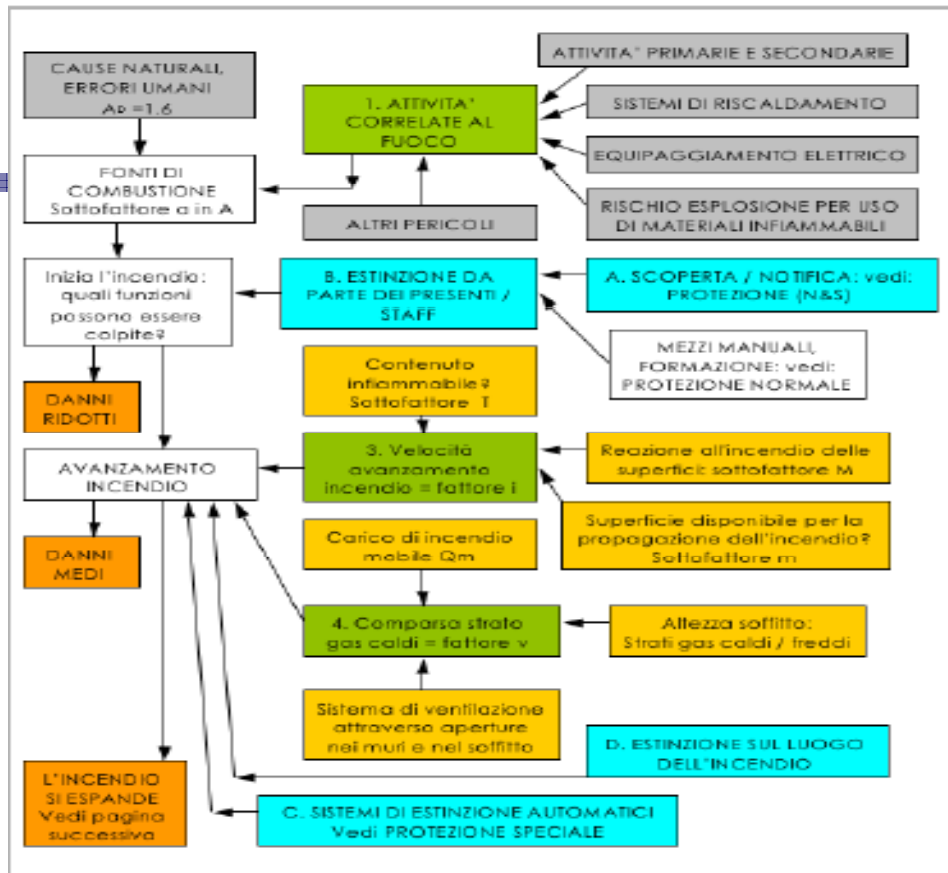 CAUSE NATURALI,
ERRORI UMANI
AD =1.6
ATTIVITA' PRIMARIE E SECONDARIE
1. ATTIVITA'
CORRELATE AL
FUOCO
SISTEMI DI RISCALDAMENTO
EQUIPAGGIAMENTO ELETTRICO
FONTI DI
COMBUSTIONE
Sottofattore a in A
ALTRI PERICOLI
RISCHIO ESPLOSIONE PER USO
DI MATERIALI INFIAMMABILI
Inizia l'incendio:
quali funzioni
possono essere
colpite?
B. ESTINZIONE DA
PARTE DEI PRESENTI /
STAFF
A. SCOPERTA / NOTIFICA: vedi:
PROTEZIONE (N&S)
MEZZI MANUALI,
FORMAZIONE: vedi:
PROTEZIONE NORMALE
DANNI
RIDOTTI
Contenuto
infiammabile?
Sottofattore T
AVANZAMENTO
INCENDIO
3. Velocità
avanzamento
incendio = fattore i
Reazione all'incendio delle
superfici: sottofattore M
Superficie disponibile per la
propagazione dell'incendio?
Sottofattore m
DANNI
MEDI
Carico di incendio
mobile Qm
4. Comparsa strato
gas caldi = fattore v
Altezza soffitto:
Strati gas caldi / freddi
Sistema di ventilazione
attraverso aperture
nei muri e nel soffitto
D. ESTINZIONE SUL LUOGO
DELL'INCENDIO
L'INCENDIO
SI ESPANDE
Vedi pagina
successiva
C. SISTEMI DI ESTINZIONE AUTOMATICI
Vedi PROTEZIONE SPECIALE